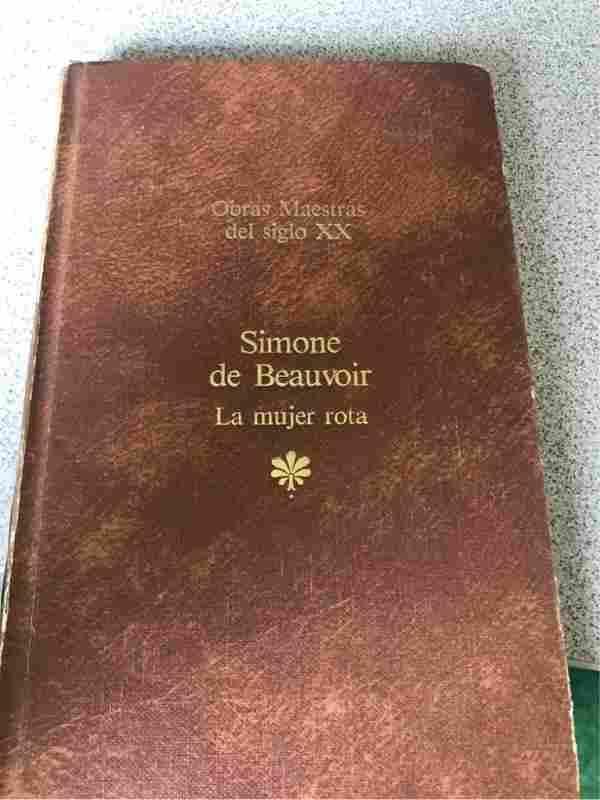 Obras Maestras
del siglo XX
Simone
de Beauvoir
La mujer rota